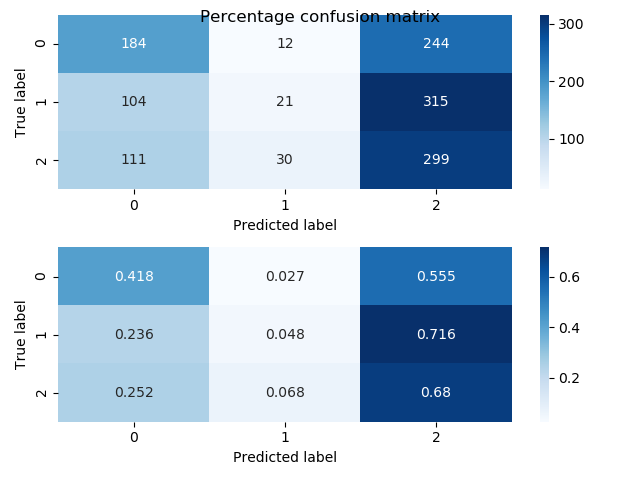 Percentage confusion matrix
True label
0 184 12 244
1 104 21 315
2 111 30 299
0 1 2
Predicted label
300
200
100
True label
0 0.418 0.027 0.555
1 0.236 0.048 0.716
2 0.252 0.068 0.68
0 1 2
Predicted label
0.6
0.4
0.2